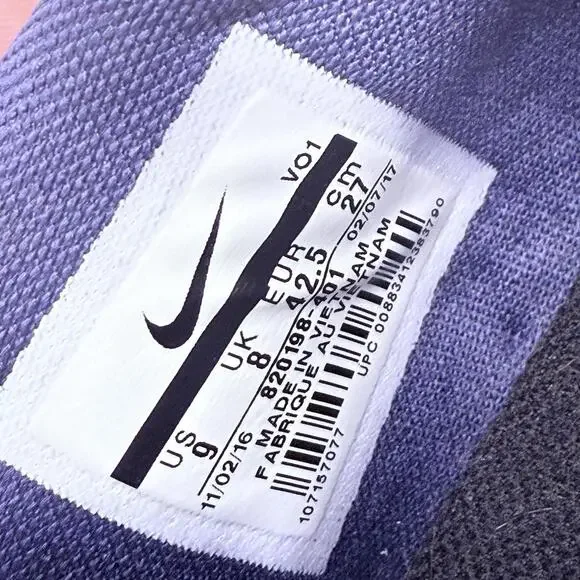 VO1
US UK EUR cm
9 8 42.5 27
11/02/16 02/07/17
820198-401
MADE IN VIETNAM
FABRIQUE AU VIETNAM
UPC 00883412383790
107157077